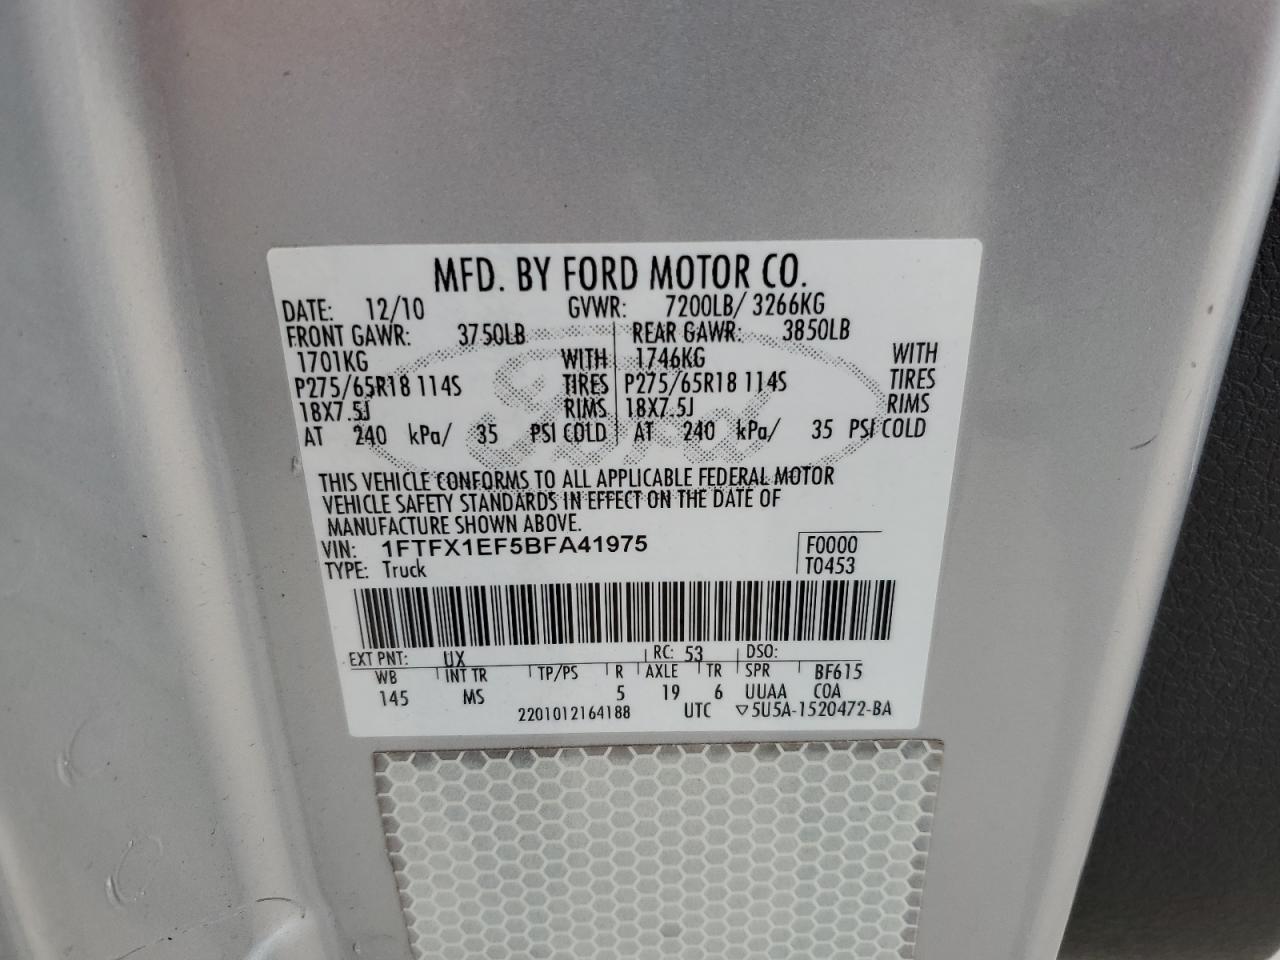 MFD. BY FORD MOTOR CO.
DATE: 12/10 GVWR: 7200LB/ 3266KG
FRONT GAWR: 3750LB REAR GAWR: 3850LB
1701KG WITH 1746KG WITH
P275/65R18 114S TIRES P275/65R18 114S TIRES
18X7.5J RIMS 18X7.5J RIMS
AT 240 kPa/ 35 PSI COLD AT 240 kPa/ 35 PSI COLD
Ford
THIS VEHICLE CONFORMS TO ALL APPLICABLE FEDERAL MOTOR
VEHICLE SAFETY STANDARDS IN EFFECT ON THE DATE OF
MANUFACTURE SHOWN ABOVE.
VIN: 1FTFX1EF5BFA41975 F0000
TYPE: Truck T0453
EXT PNT: UX RC: 53 DSO:
WB INT TR TP/PS R AXLE TR SPR BF615
145 MS 5 19 6 UUAA COA
2201012164188 UTC ▽5U5A-1520472-BA